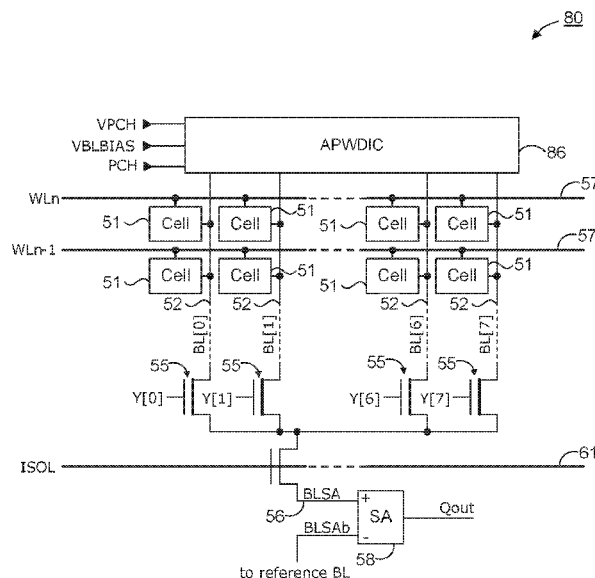 80
VPCH
VBLBIAS
PCH
APWDIC
86
WLn
57
51 Cell 51 Cell 51 Cell 51 Cell
WLn-1
57
51 Cell 51 Cell 51 Cell 51 Cell
52 52 52 52
BL[0] BL[1] BL[6] BL[7]
55 55 55 55
Y[0] Y[1] Y[6] Y[7]
ISOL
61
BLSA
56
+
SA
-
Qout
BLSAb
58
to reference BL